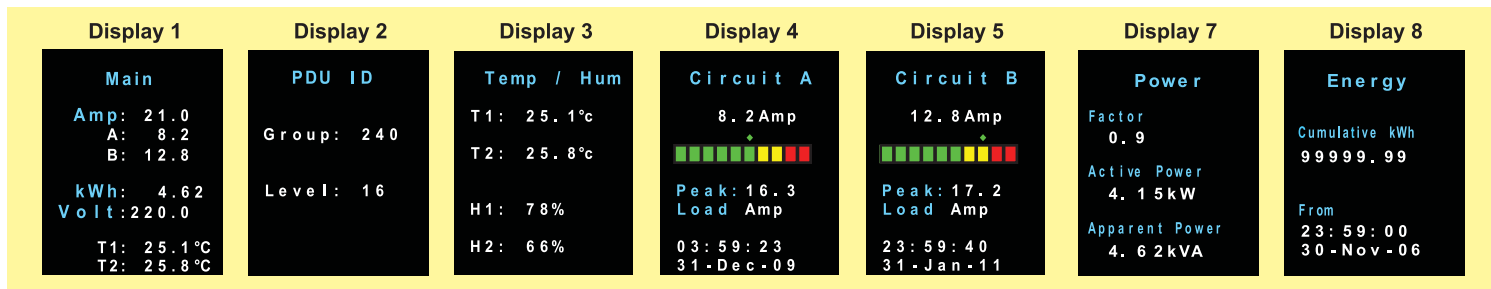 Display 1
Main
Amp: 21.0
A: 8.2
B: 12.8
kWh: 4.62
Volt:220.0
T1: 25.1°C
T2: 25.8°C
Display 2
PDU ID
Group: 240
Level: 16
Display 3
Temp / Hum
T1: 25.1°c
T2: 25.8°c
H1: 78%
H2: 66%
Display 4
Circuit A
8.2Amp
Peak:16.3
Load Amp
03:59:23
31-Dec-09
Display 5
Circuit B
12.8Amp
Peak:17.2
Load Amp
23:59:40
31-Jan-11
Display 7
Power
Factor
0.9
Active Power
4.15kW
Apparent Power
4.62kVA
Display 8
Energy
Cumulative kWh
99999.99
From
23:59:00
30-Nov-06